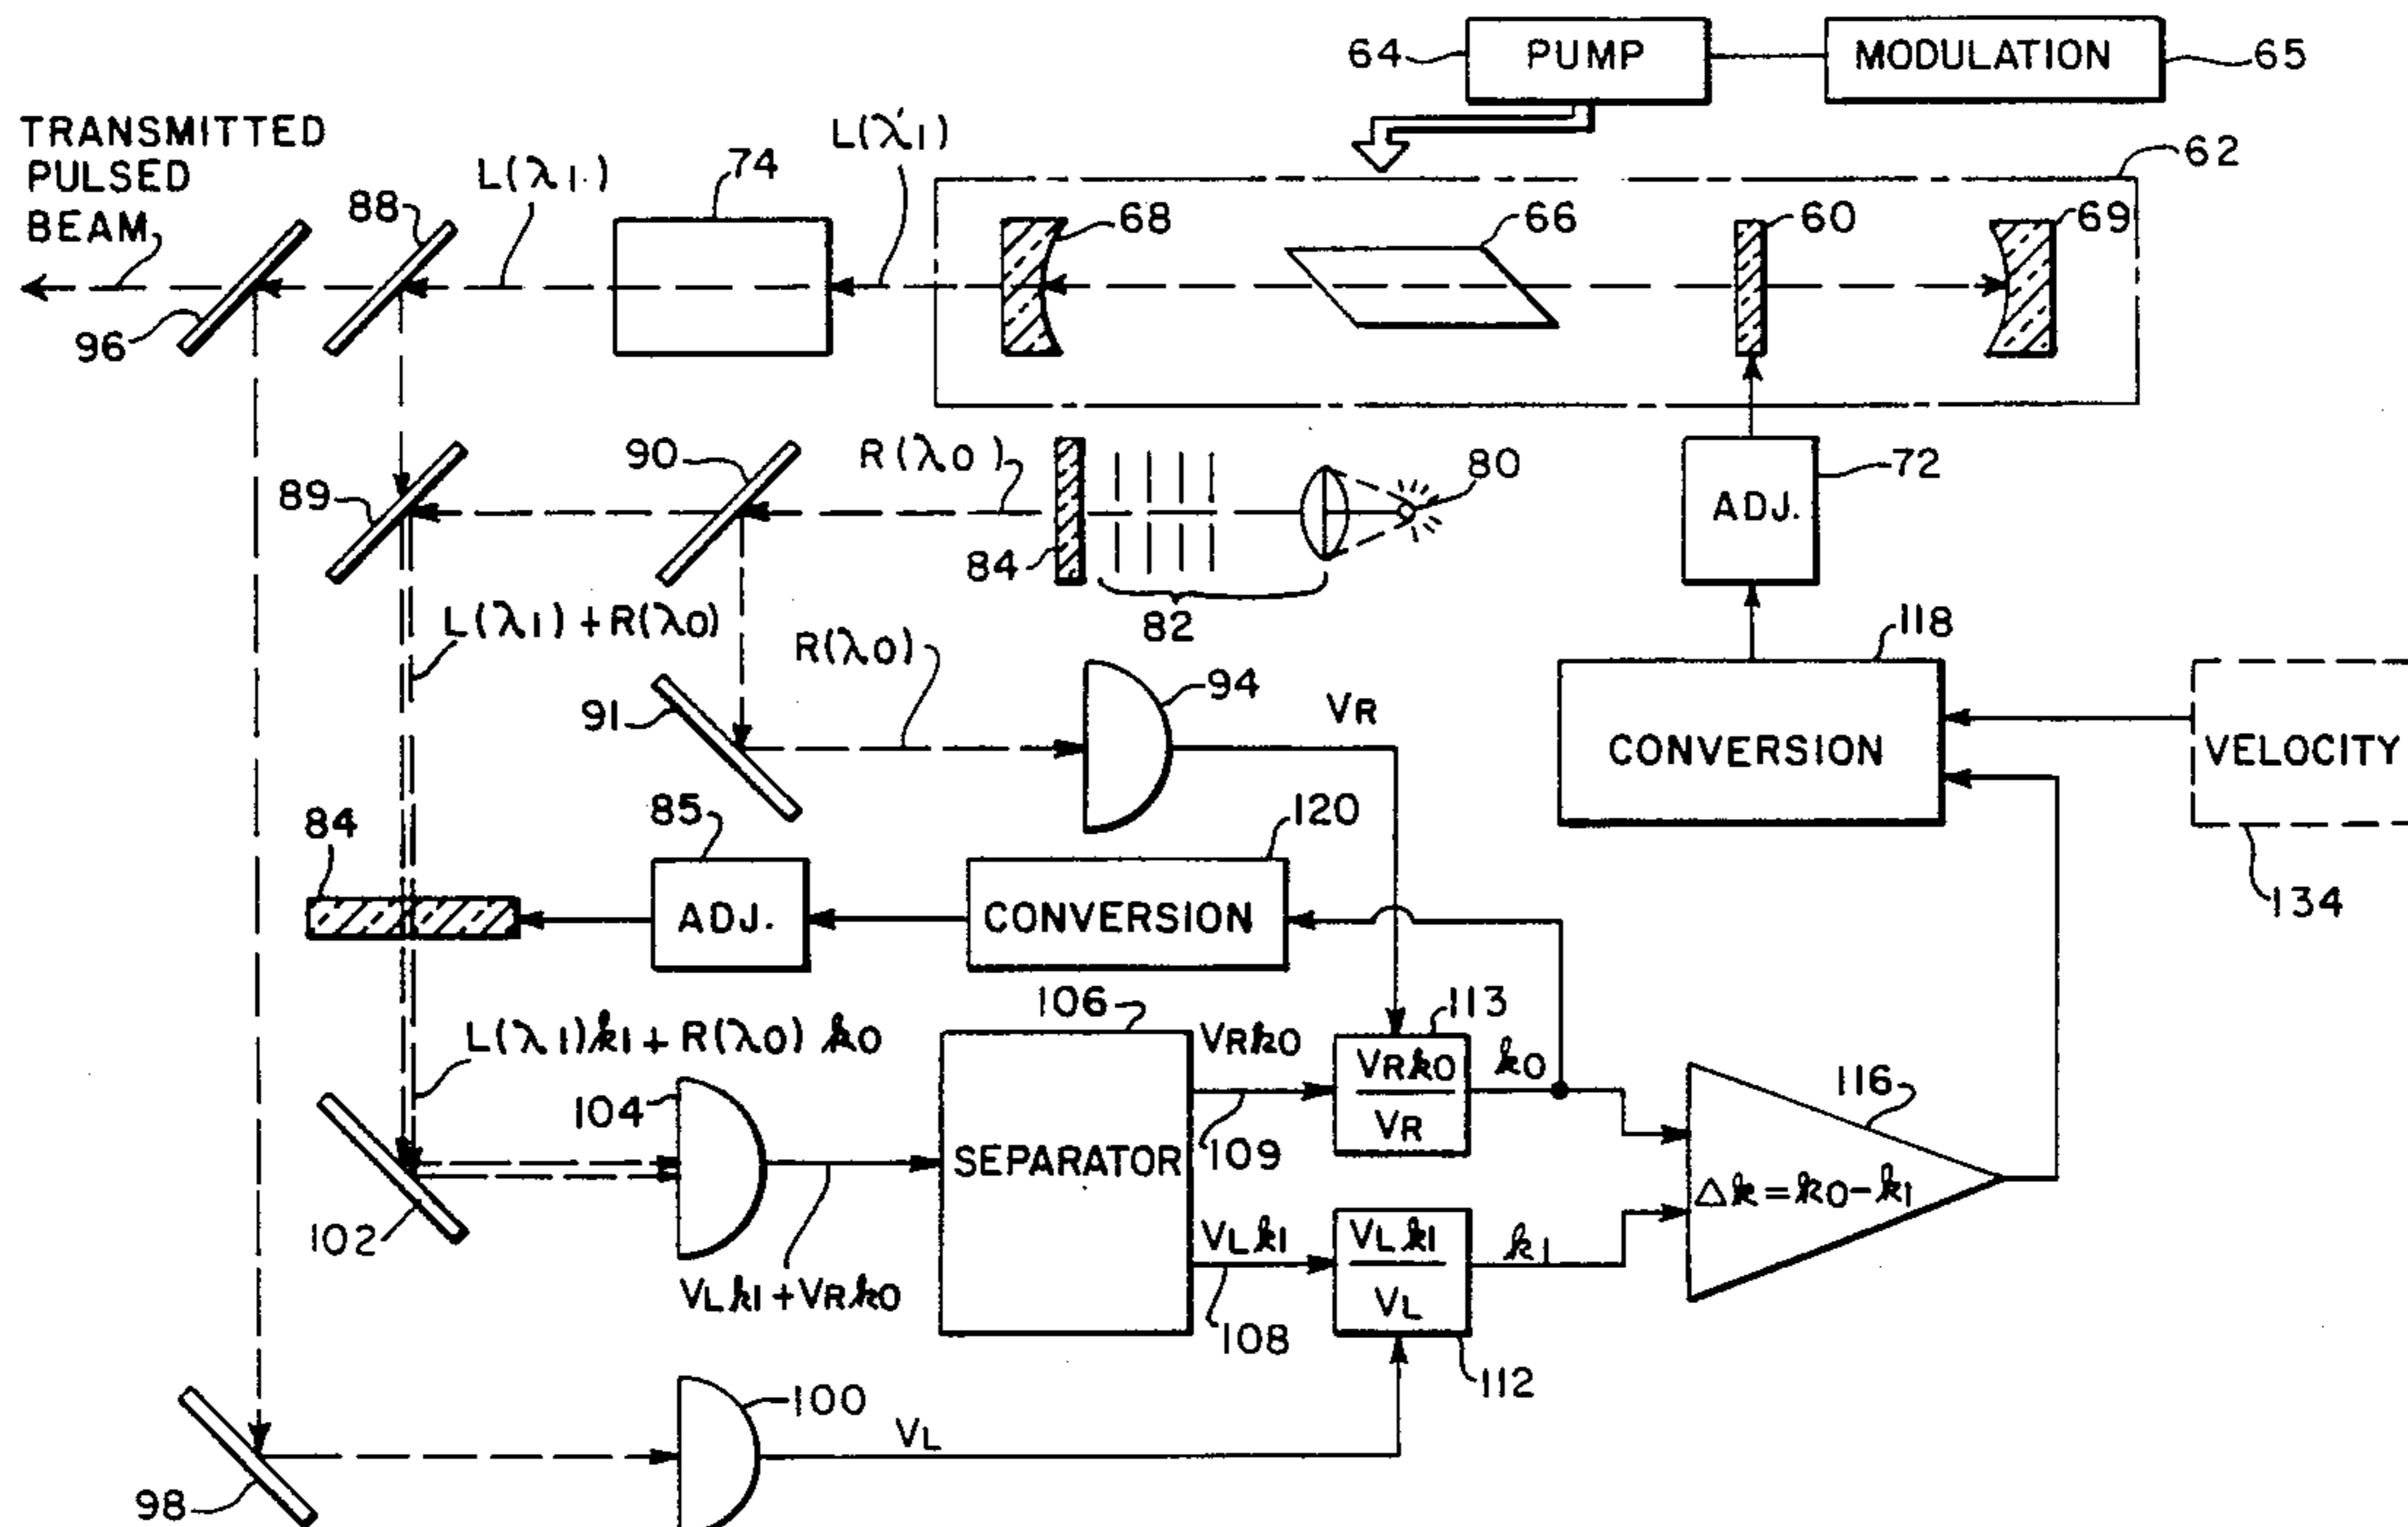 64 PUMP MODULATION 65
TRANSMITTED
PULSED
BEAM
L(λ1)
L(λ'1)
88
74
62
68
66
60
69
96
90
R(λ0)
80
72
89
84
ADJ.
82
L(λ1) + R(λ0)
R(λ0)
118
91
94
VR
CONVERSION
VELOCITY
84
85
120
134
ADJ.
CONVERSION
106
113
L(λ1)k1 + R(λ0) k0
VRk0
VRk0
VR
k0
116
104
SEPARATOR
109
Δk = k0 - k1
102
VLk1
VLk1
VL
k1
VLk1 + VRk0
108
112
100
VL
98